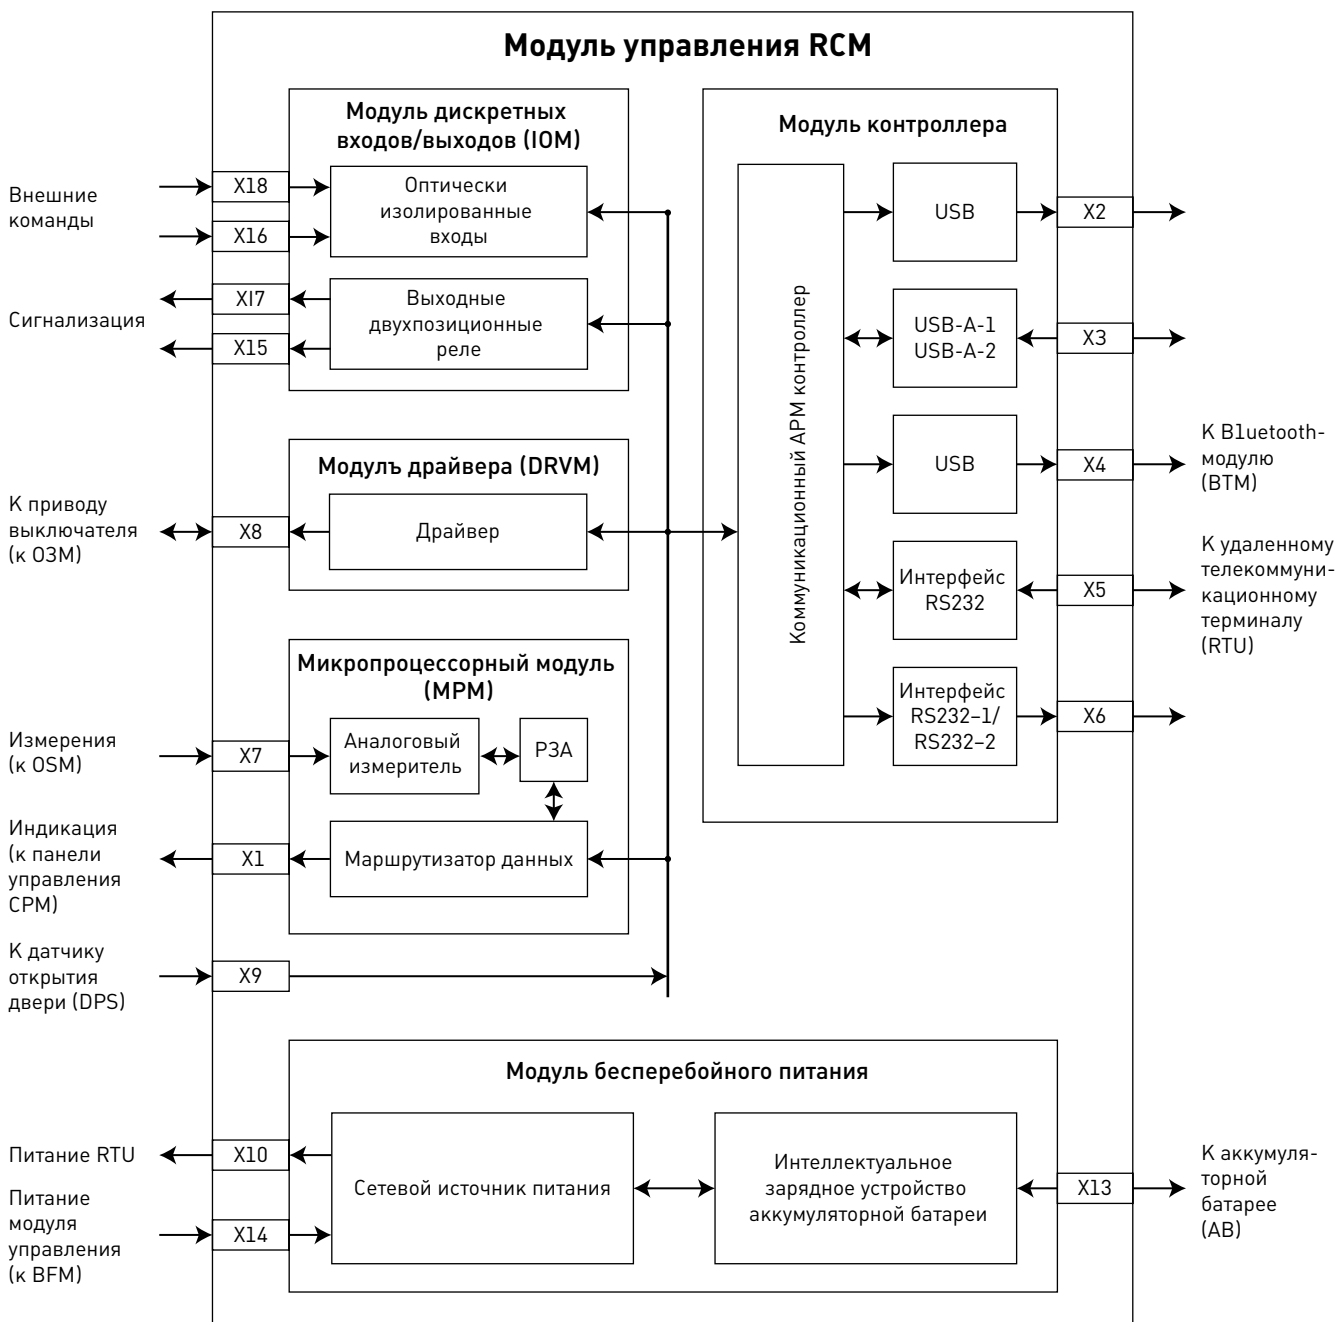 Модуль управления RCM
Модуль дискретных
входов/выходов (IOM)
Внешние
команды
X18
X16
Оптически
изолированные
входы
Сигнализация
XI7
X15
Выходные
двухпозиционные
реле
Модулъ драйвера (DRVM)
К приводу
выключателя
(к ОЗМ)
X8
Драйвер
Микропроцессорный модуль
(MPM)
Измерения
(к OSM)
X7
Аналоговый
измеритель
РЗА
Индикация
(к панели
управления
СРМ)
X1
Маршрутизатор данных
К датчику
открытия
двери (DPS)
X9
Модуль контроллера
Коммуникационный АРМ контроллер
USB
X2
USB-A-1
USB-A-2
X3
USB
X4
К Bluetooth-
модулю
(BTM)
Интерфейс
RS232
X5
К удаленному
телекоммуни-
кационному
терминалу
(RTU)
Интерфейс
RS232–1/
RS232–2
X6
Модуль бесперебойного питания
Питание RTU
X10
Питание
модуля
управления
(к BFM)
X14
Сетевой источник питания
Интеллектуальное
зарядное устройство
аккумуляторной батареи
X13
К аккумуля-
торной
батарее
(АВ)